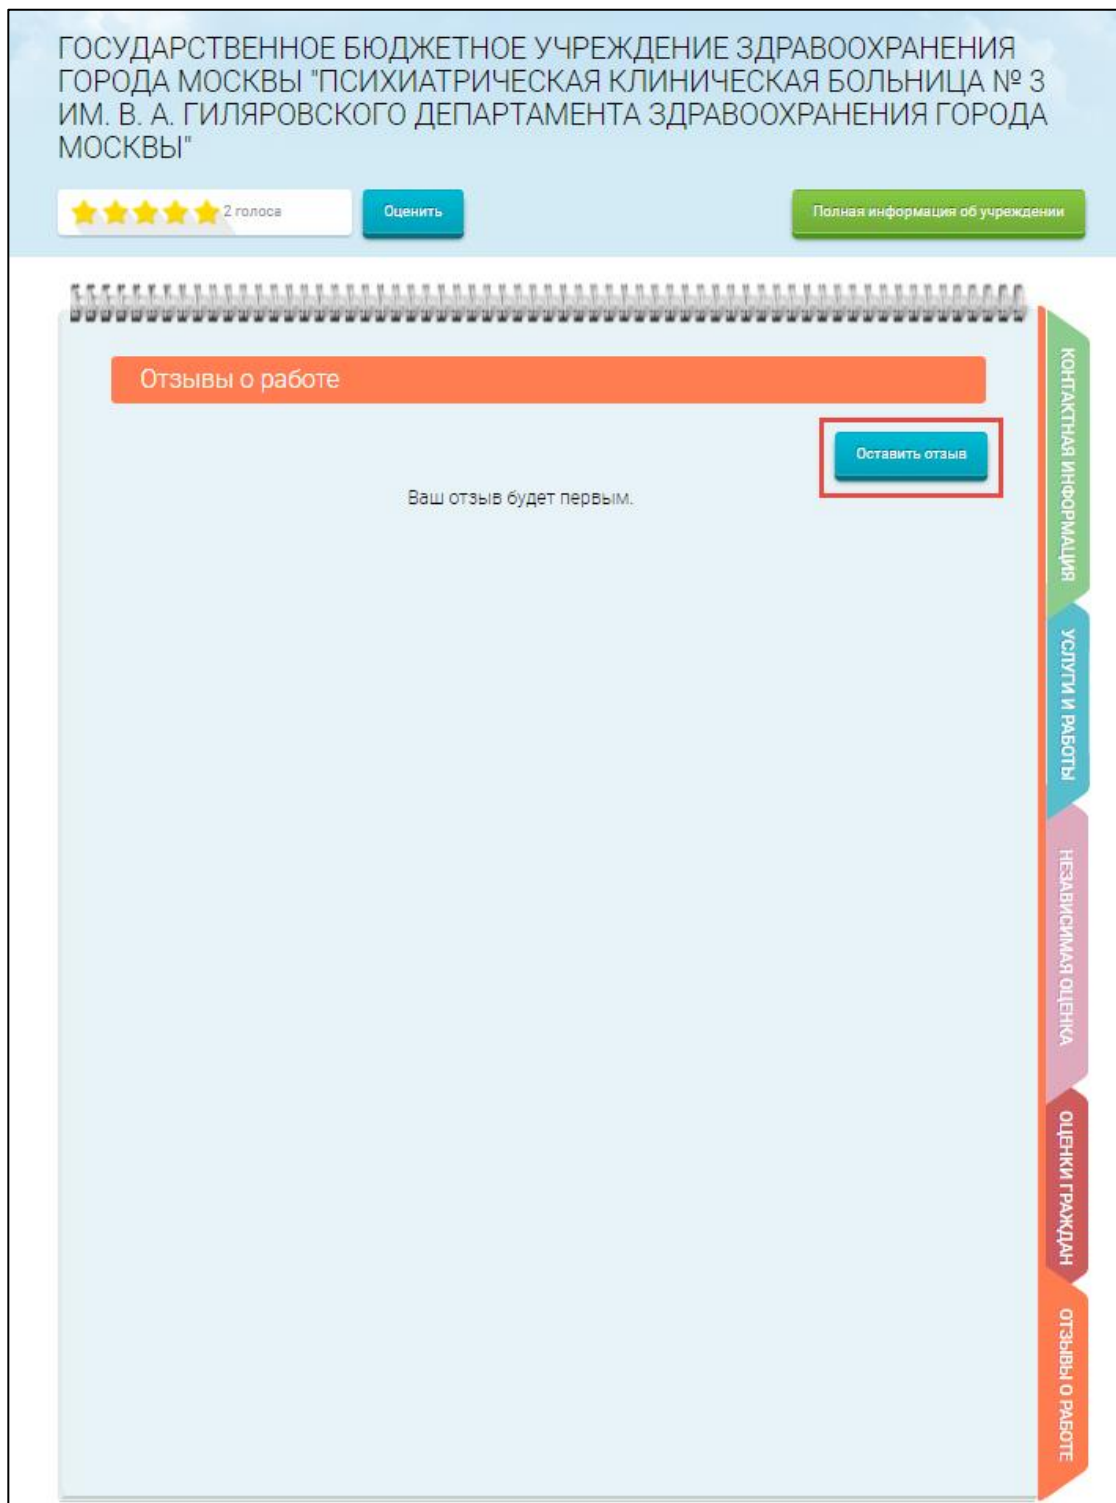 ГОСУДАРСТВЕННОЕ БЮДЖЕТНОЕ УЧРЕЖДЕНИЕ ЗДРАВООХРАНЕНИЯ
ГОРОДА МОСКВЫ "ПСИХИАТРИЧЕСКАЯ КЛИНИЧЕСКАЯ БОЛЬНИЦА № 3
ИМ. В. А. ГИЛЯРОВСКОГО ДЕПАРТАМЕНТА ЗДРАВООХРАНЕНИЯ ГОРОДА
МОСКВЫ"
2 голоса
Оценить
Полная информация об учреждении
Отзывы о работе
Оставить отзыв
Ваш отзыв будет первым.
КОНТАКТНАЯ ИНФОРМАЦИЯ
УСЛУГИ И РАБОТЫ
НЕЗАВИСИМАЯ ОЦЕНКА
ОЦЕНКИ ГРАЖДАН
ОТЗЫВЫ О РАБОТЕ